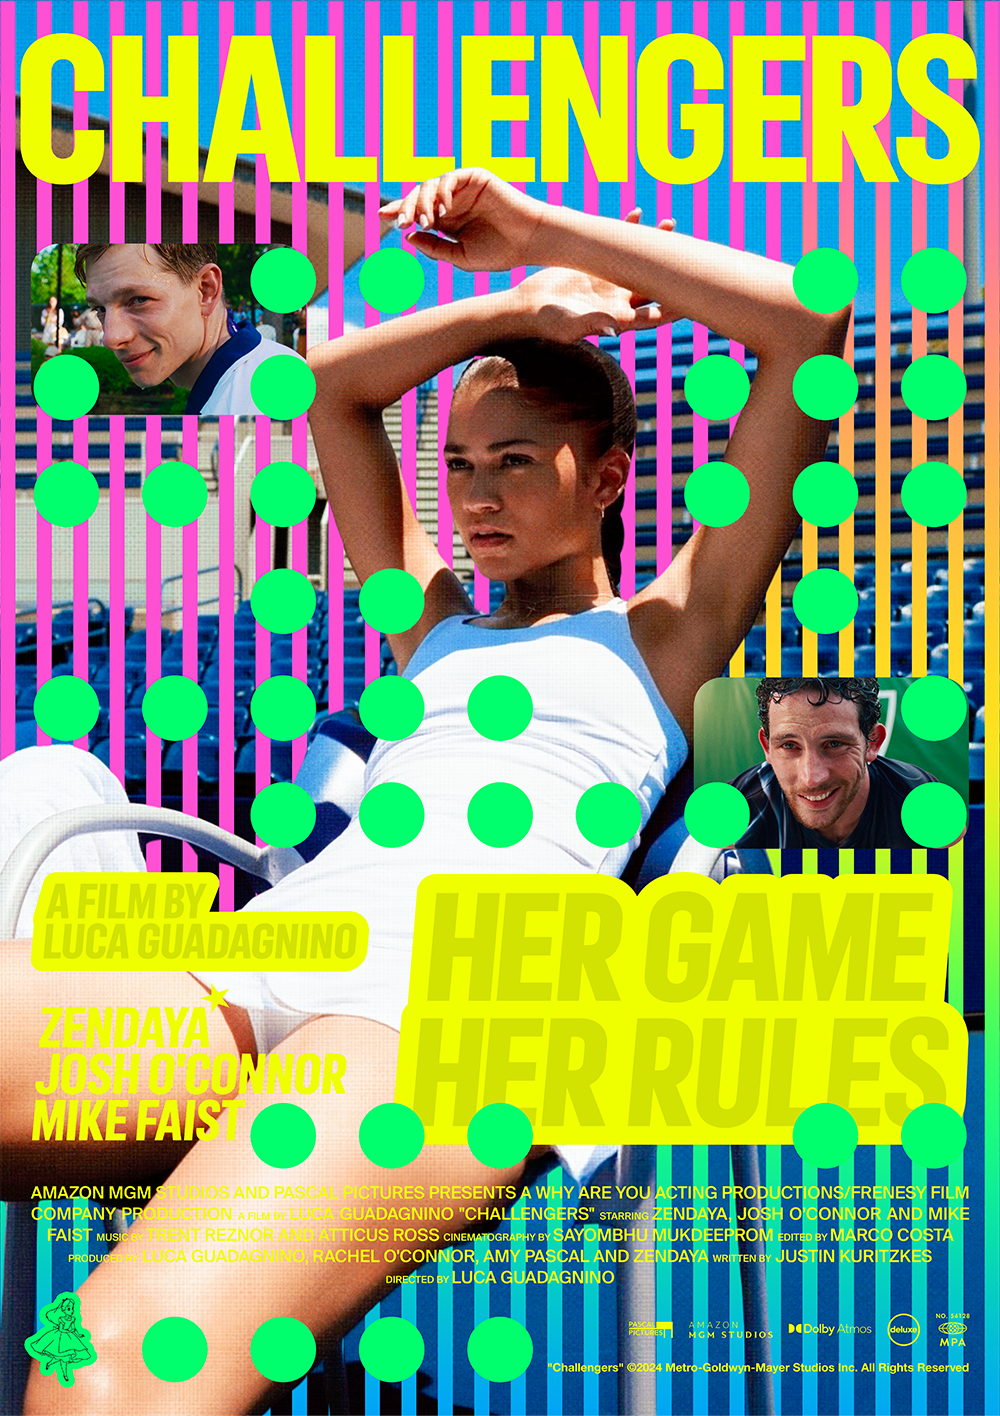 CHALLENGERS
A FILM BY
LUCA GUADAGNINO
HER GAME
HER RULES
ZENDAYA
JOSH O'CONNOR
MIKE FAIST
AMAZON MGM STUDIOS AND PASCAL PICTURES PRESENTS A WHY ARE YOU ACTING PRODUCTIONS/FRENESY FILM
COMPANY PRODUCTION A FILM BY LUCA GUADAGNINO "CHALLENGERS" STARRING ZENDAYA, JOSH O'CONNOR AND MIKE
FAIST MUSIC BY TRENT REZNOR AND ATTICUS ROSS CINEMATOGRAPHY BY SAYOMBHU MUKDEEPROM EDITED BY MARCO COSTA
PRODUCED BY LUCA GUADAGNINO, RACHEL O'CONNOR, AMY PASCAL AND ZENDAYA WRITTEN BY JUSTIN KURITZKES
DIRECTED BY LUCA GUADAGNINO
PASCAL
PICTURES
AMAZON
MGM STUDIOS
Dolby Atmos
deluxe
NO. 54128
MPA
"Challengers" ©2024 Metro-Goldwyn-Mayer Studios Inc. All Rights Reserved